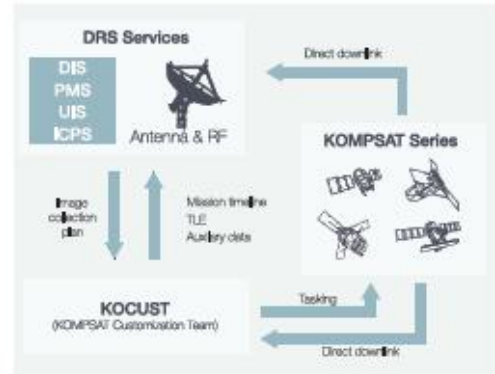 DRS Services
DIS
PMS
UIS
ICPS
Antenna & RF
Direct downlink
KOMPSAT Series
Image
collection
plan
Mission timeline
TLE
Auxilary data
KOCUST
(KOMPSAT Customization Team)
Tasking
Direct downlink